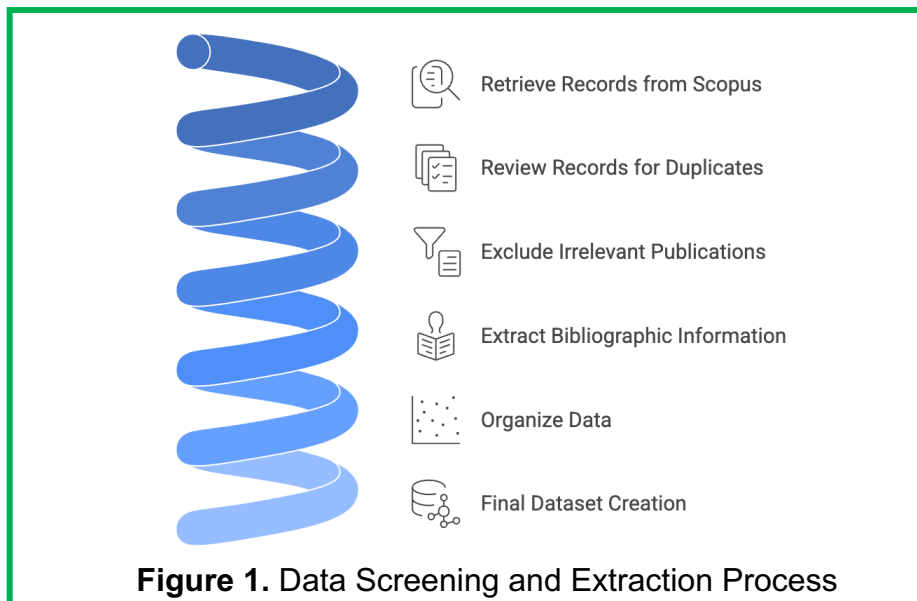 Retrieve Records from Scopus
Review Records for Duplicates
Exclude Irrelevant Publications
Extract Bibliographic Information
Organize Data
Final Dataset Creation
Figure 1. Data Screening and Extraction Process